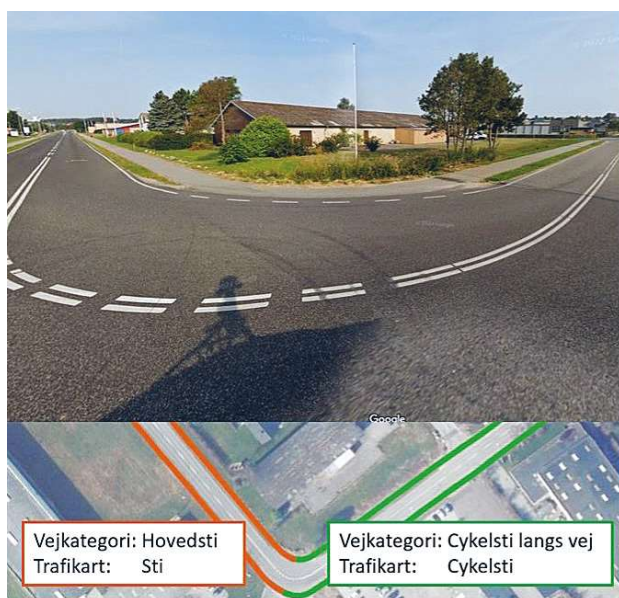 Google
Vejkategori: Hovedsti
Trafikart: Sti
Vejkategori: Cykelsti langs vej
Trafikart: Cykelsti